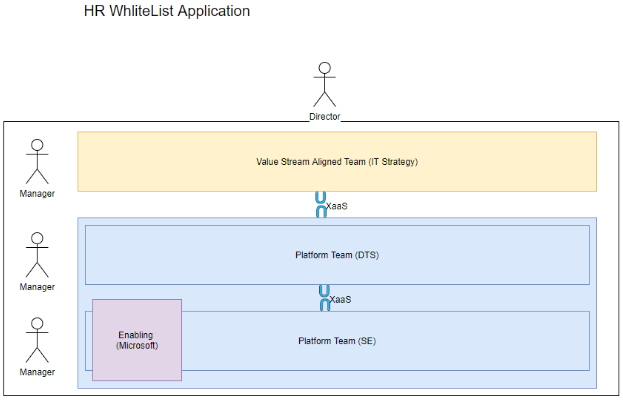 HR WhliteList Application
Director
Manager
Value Stream Aligned Team (IT Strategy)
XaaS
Manager
Platform Team (DTS)
XaaS
Manager
Enabling
(Microsoft)
Platform Team (SE)